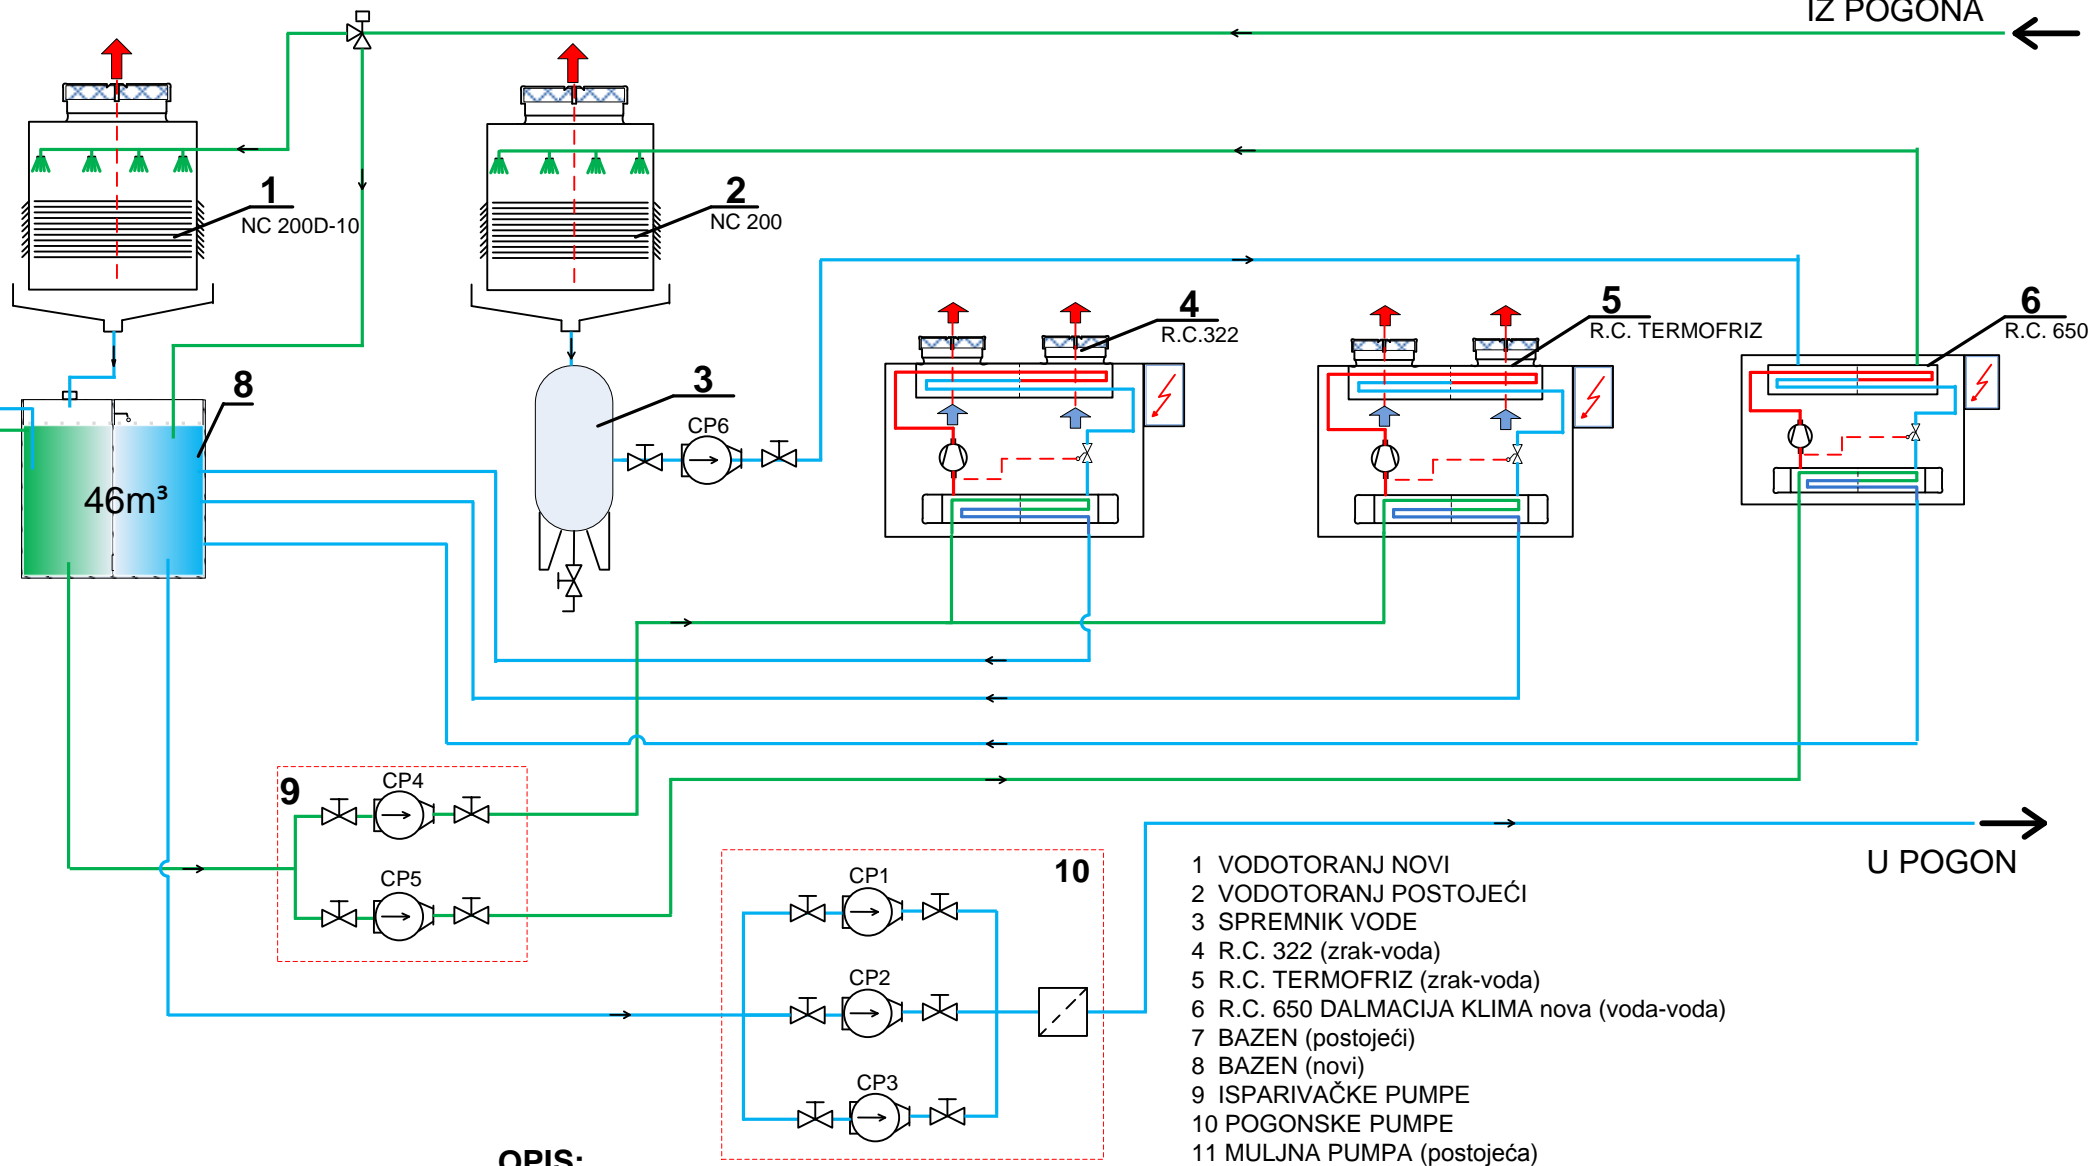 IZ POGONA
1
NC 200D-10
2
NC 200
3
CP6
4
R.C.322
5
R.C. TERMOFRIZ
6
R.C. 650
8
46m³
9
CP4
CP5
10
CP1
CP2
CP3
U POGON
1 VODOTORANJ NOVI
2 VODOTORANJ POSTOJEĆI
3 SPREMNIK VODE
4 R.C. 322 (zrak-voda)
5 R.C. TERMOFRIZ (zrak-voda)
6 R.C. 650 DALMACIJA KLIMA nova (voda-voda)
7 BAZEN (postojeći)
8 BAZEN (novi)
9 ISPARIVAČKE PUMPE
10 POGONSKE PUMPE
11 MULJNA PUMPA (postojeća)
OPIS: